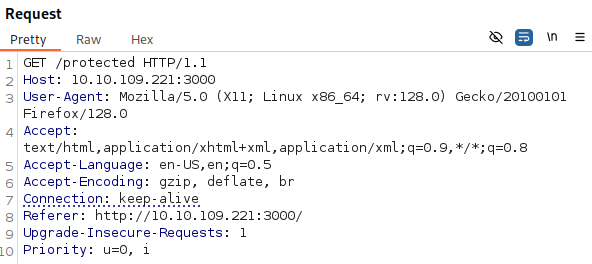 Request
Pretty Raw Hex
\n
1 GET /protected HTTP/1.1
2 Host: 10.10.109.221:3000
3 User-Agent: Mozilla/5.0 (X11; Linux x86_64; rv:128.0) Gecko/20100101
Firefox/128.0
4 Accept:
text/html,application/xhtml+xml,application/xml;q=0.9,*/*;q=0.8
5 Accept-Language: en-US,en;q=0.5
6 Accept-Encoding: gzip, deflate, br
7 Connection: keep-alive
8 Referer: http://10.10.109.221:3000/
9 Upgrade-Insecure-Requests: 1
10 Priority: u=0, i